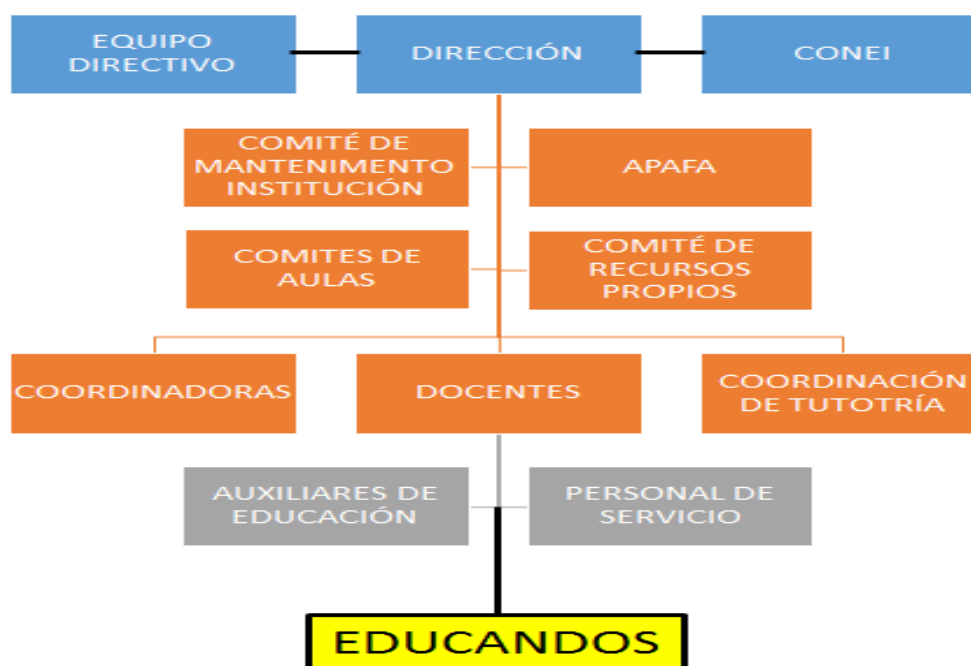 EQUIPO
DIRECTIVO
DIRECCIÓN
CONEI
COMITÉ DE
MANTENIMENTO
INSTITUCIÓN
APAFA
COMITES DE
AULAS
COMITÉ DE
RECURSOS
PROPIOS
COORDINADORAS
DOCENTES
COORDINACIÓN
DE TUTOTRÍA
AUXILIARES DE
EDUCACIÓN
PERSONAL DE
SERVICIO
EDUCANDOS